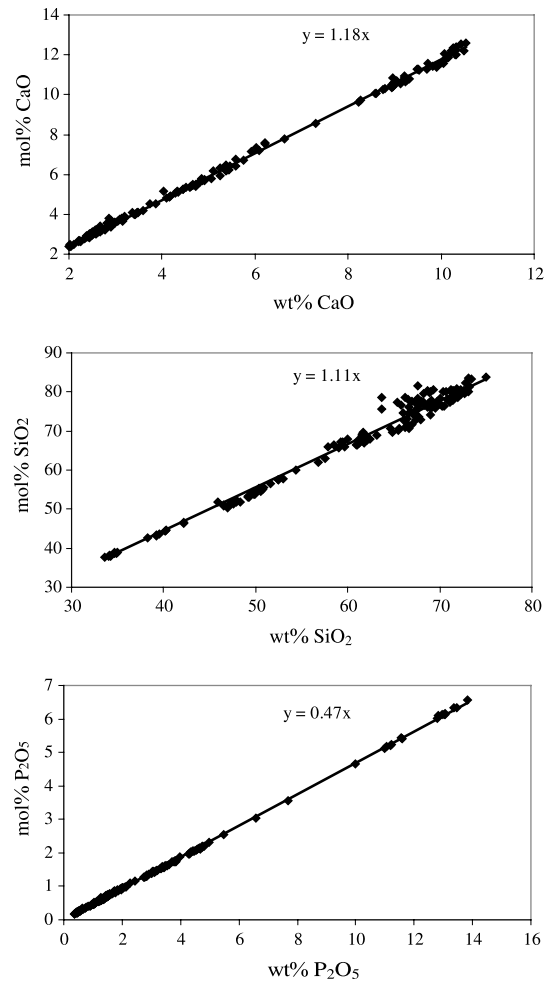 14
12
10
8
6
4
2
mol% CaO
y = 1.18x
2 4 6 8 10 12
wt% CaO
90
80
70
60
50
40
30
mol% SiO₂
y = 1.11x
30 40 50 60 70 80
wt% SiO₂
7
6
5
4
3
2
1
0
mol% P₂O₅
y = 0.47x
0 2 4 6 8 10 12 14 16
wt% P₂O₅